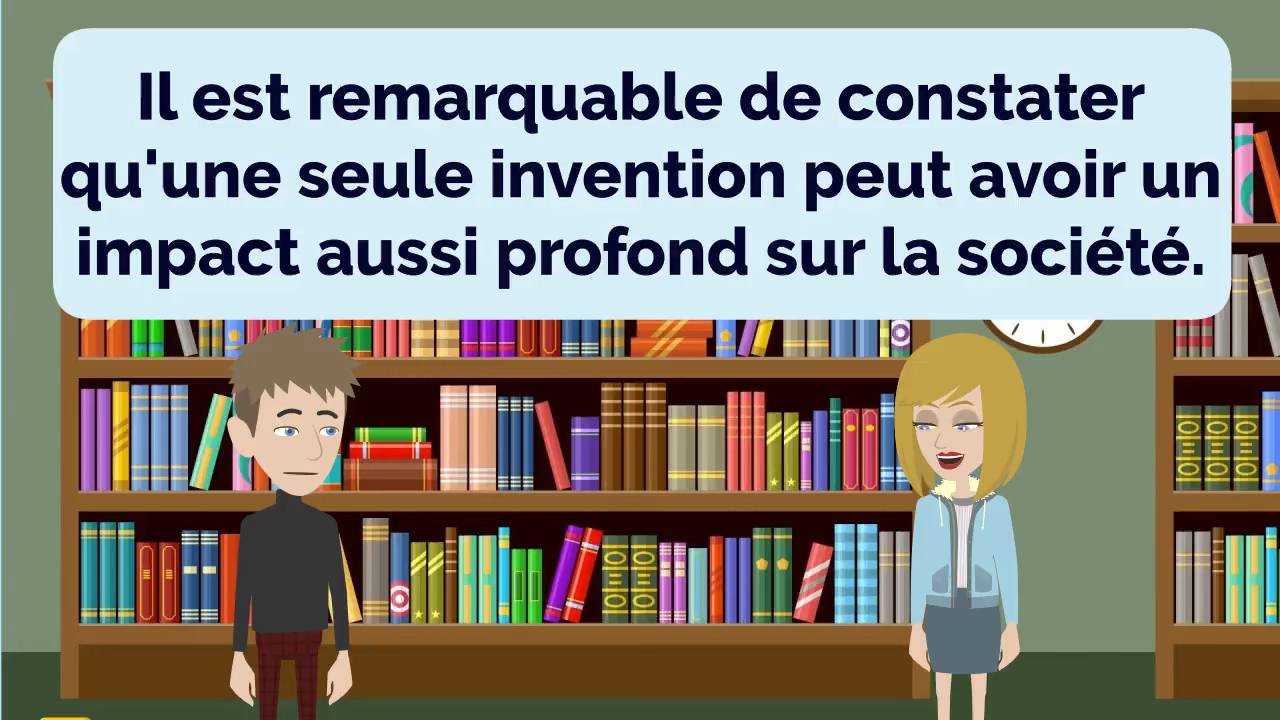 Il est remarquable de constater
qu'une seule invention peut avoir un
impact aussi profond sur la société.